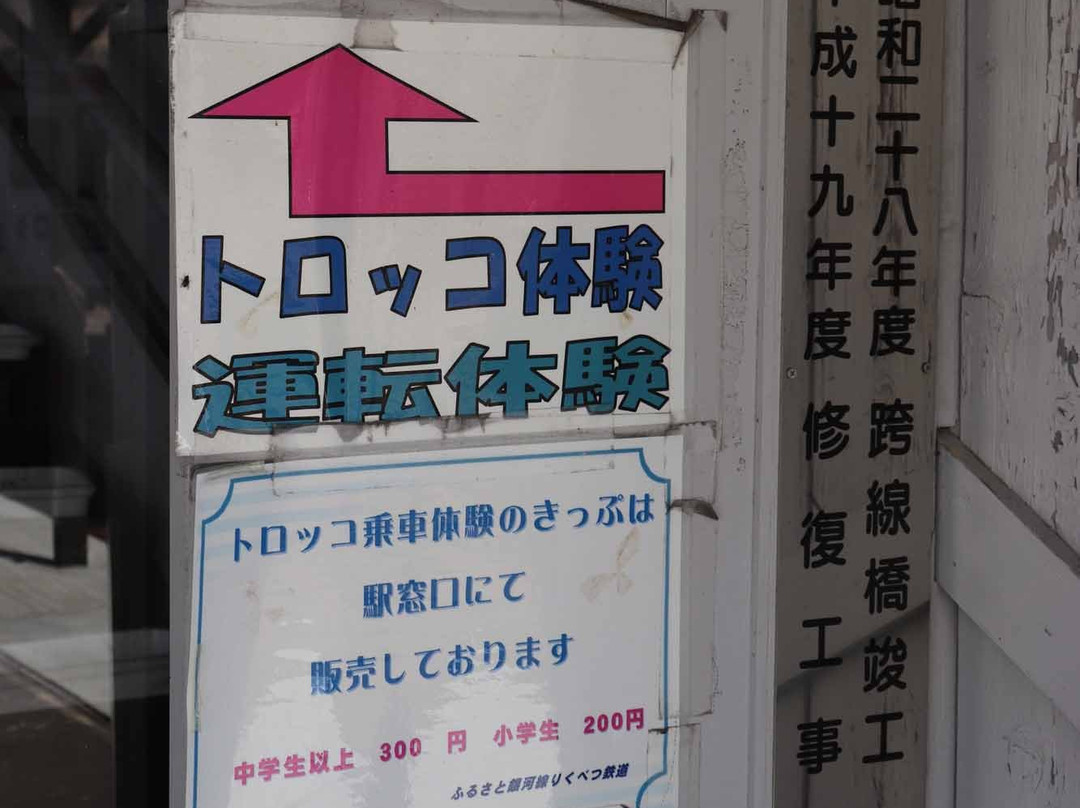 トロッコ体験
運転体験
トロッコ乗車体験のきっぷは
駅窓口にて
販売しております
中学生以上 300 円 小学生 200円
ふるさと銀河線りくべつ鉄道
昭和二十八年度 跨線橋竣工
平成十九年度 修復工事